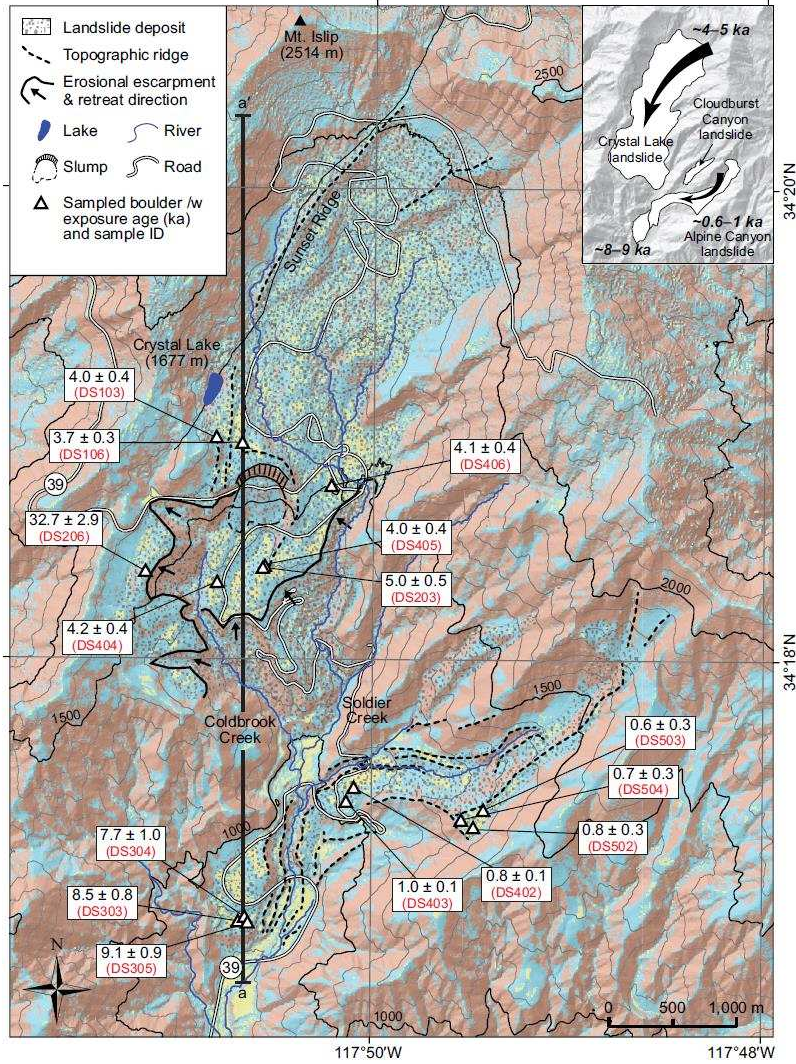 Landslide deposit
Topographic ridge
Erosional escarpment
& retreat direction
Lake
River
Slump
Road
Sampled boulder /w
exposure age (ka)
and sample ID
Mt. Islip
(2514 m)
2500
a'
~4–5 ka
Cloudburst
Canyon
landslide
Crystal Lake
landslide
~0.6–1 ka
Alpine Canyon
landslide
~8–9 ka
34°20'N
Sunset Ridge
Crystal Lake
(1677 m)
4.0 ± 0.4
(DS103)
3.7 ± 0.3
(DS106)
4.1 ± 0.4
(DS406)
39
32.7 ± 2.9
(DS206)
4.0 ± 0.4
(DS405)
5.0 ± 0.5
(DS203)
4.2 ± 0.4
(DS404)
2000
34°18'N
1500
1500
Coldbrook
Creek
Soldier
Creek
0.6 ± 0.3
(DS503)
0.7 ± 0.3
(DS504)
0.8 ± 0.3
(DS502)
1000
7.7 ± 1.0
(DS304)
0.8 ± 0.1
(DS402)
1.0 ± 0.1
(DS403)
8.5 ± 0.8
(DS303)
9.1 ± 0.9
(DS305)
N
39
a
1000
0 500 1,000 m
117°50'W
117°48'W